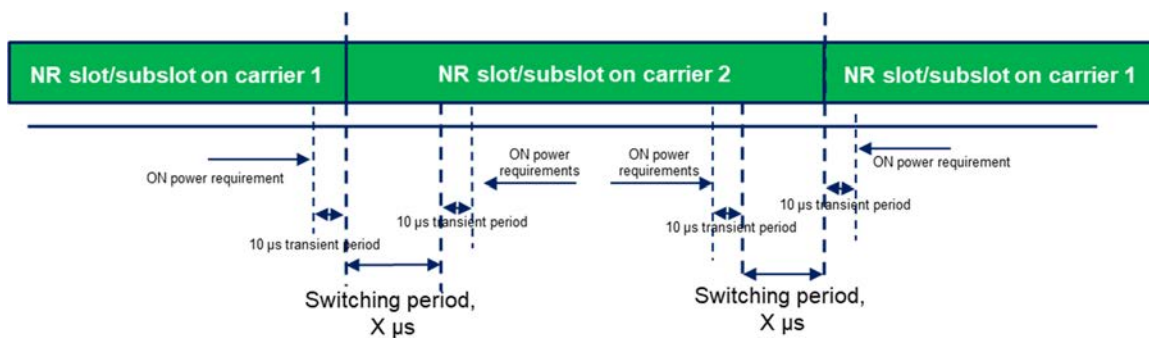 NR slot/subslot on carrier 1
NR slot/subslot on carrier 2
NR slot/subslot on carrier 1
ON power requirement
ON power
requirements
ON power
requirements
ON power requirement
10 µs transient period
10 µs transient period
10 µs transient period
10 µs transient period
Switching period,
X µs
Switching period,
X µs